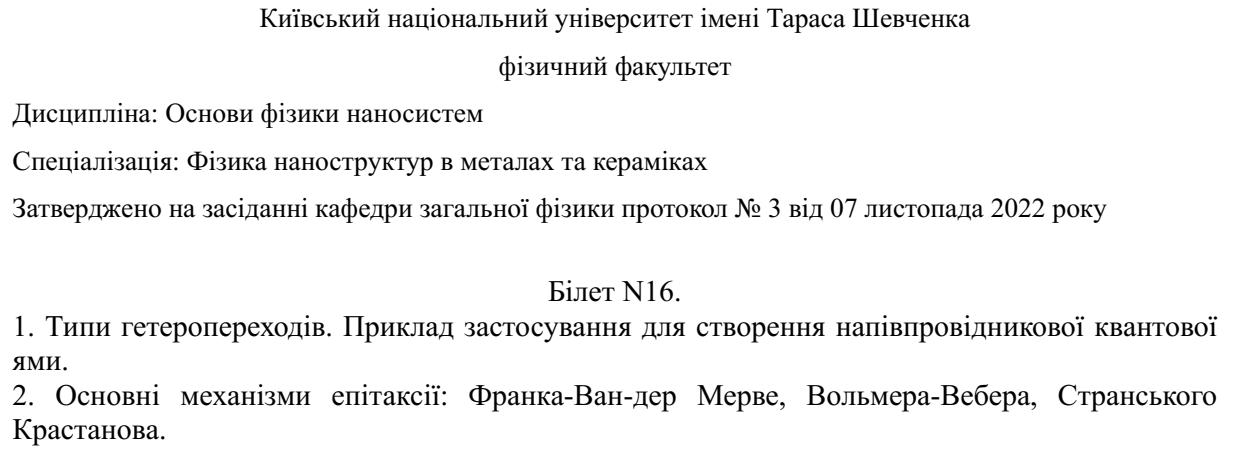 Київський національний університет імені Тараса Шевченка
фізичний факультет
Дисципліна: Основи фізики наносистем
Спеціалізація: Фізика наноструктур в металах та кераміках
Затверджено на засіданні кафедри загальної фізики протокол № 3 від 07 листопада 2022 року
Білет N16.
1. Типи гетеропереходів. Приклад застосування для створення напівпровідникової квантової
ями.
2. Основні механізми епітаксії: Франка-Ван-дер Мерве, Вольмера-Вебера, Странського
Крастанова.